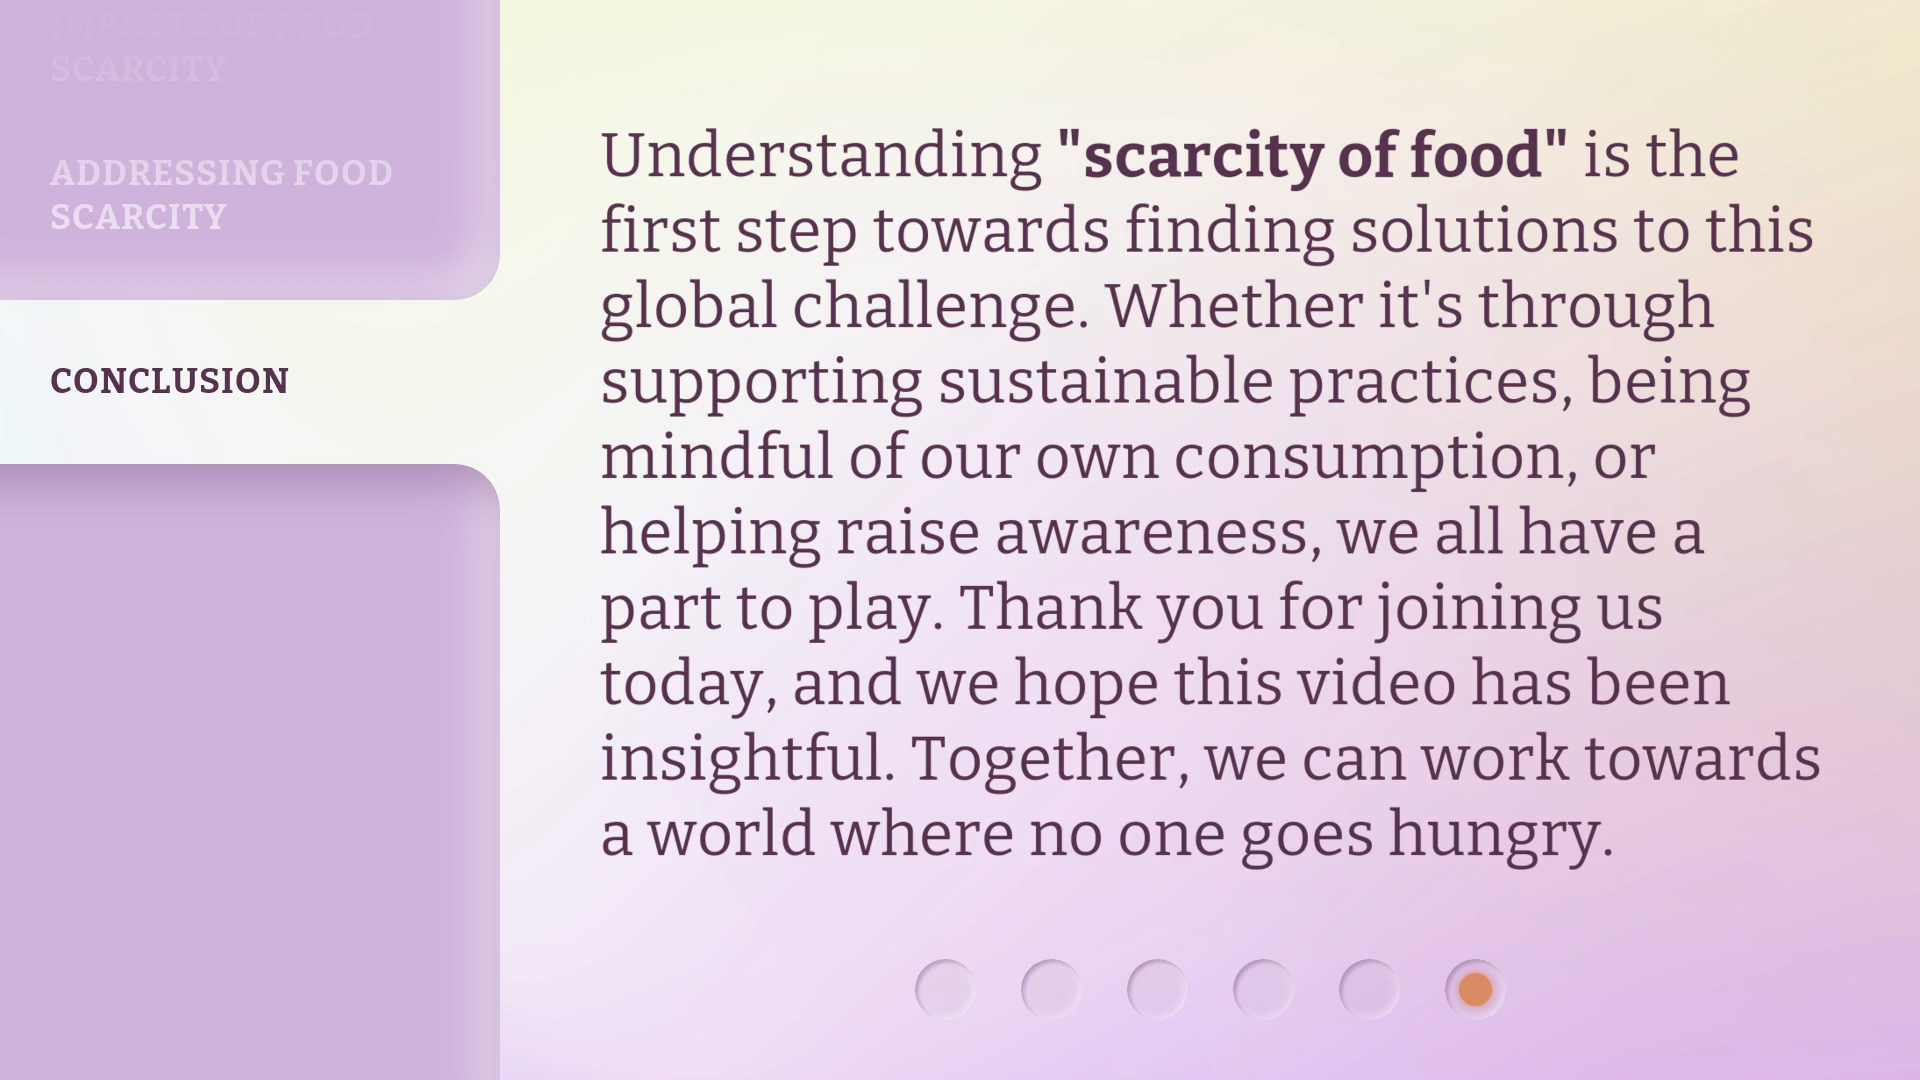 IMPACTS OF FOOD
SCARCITY
ADDRESSING FOOD
SCARCITY
CONCLUSION
Understanding "scarcity of food" is the
first step towards finding solutions to this
global challenge. Whether it's through
supporting sustainable practices, being
mindful of our own consumption, or
helping raise awareness, we all have a
part to play. Thank you for joining us
today, and we hope this video has been
insightful. Together, we can work towards
a world where no one goes hungry.